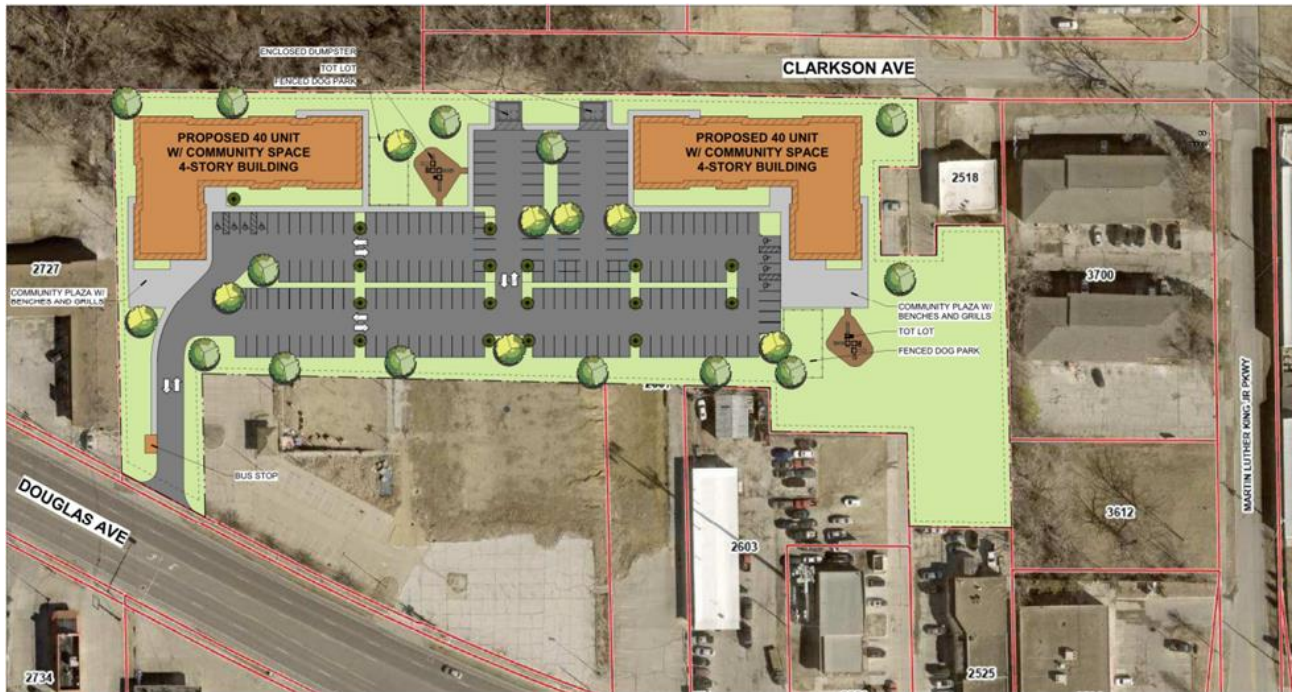 ENCLOSED DUMPSTER
TOT LOT
FENCED DOG PARK
CLARKSON AVE
PROPOSED 40 UNIT
W/ COMMUNITY SPACE
4-STORY BUILDING
PROPOSED 40 UNIT
W/ COMMUNITY SPACE
4-STORY BUILDING
2518
2727
3700
COMMUNITY PLAZA W/
BENCHES AND GRILLS
COMMUNITY PLAZA W/
BENCHES AND GRILLS
TOT LOT
FENCED DOG PARK
MARTIN LUTHER KING JR PKWY
BUS STOP
DOUGLAS AVE
3612
2603
2734
2525